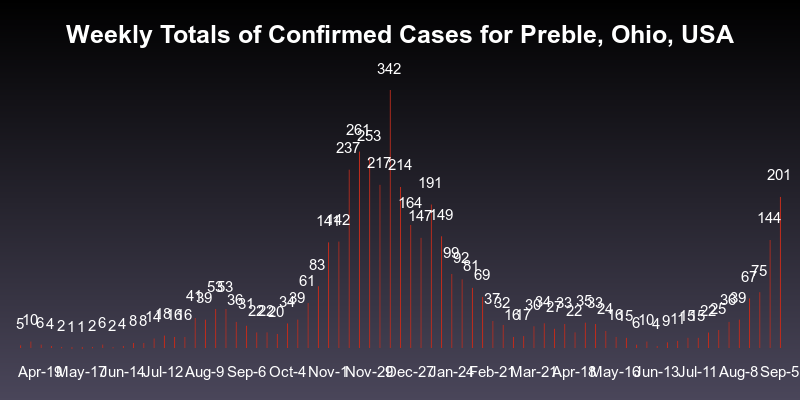 Weekly Totals of Confirmed Cases for Preble, Ohio, USA
5 10 6 4 2 1 1 2 6 2 4 8 8 14 18 16 16 41 39 53 53 36 31 22 22 20 34 39 61 83 141 142 237 261 253 217 342 214 164 147 191 149 99 92 81 69 37 32 16 17 30 34 27 33 22 35 33 24 16 15 6 10 4 9 11 15 15 22 25 36 39 67 75 144 201
Apr-19 May-17 Jun-14 Jul-12 Aug-9 Sep-6 Oct-4 Nov-1 Nov-29 Dec-27 Jan-24 Feb-21 Mar-21 Apr-18 May-16 Jun-13 Jul-11 Aug-8 Sep-5